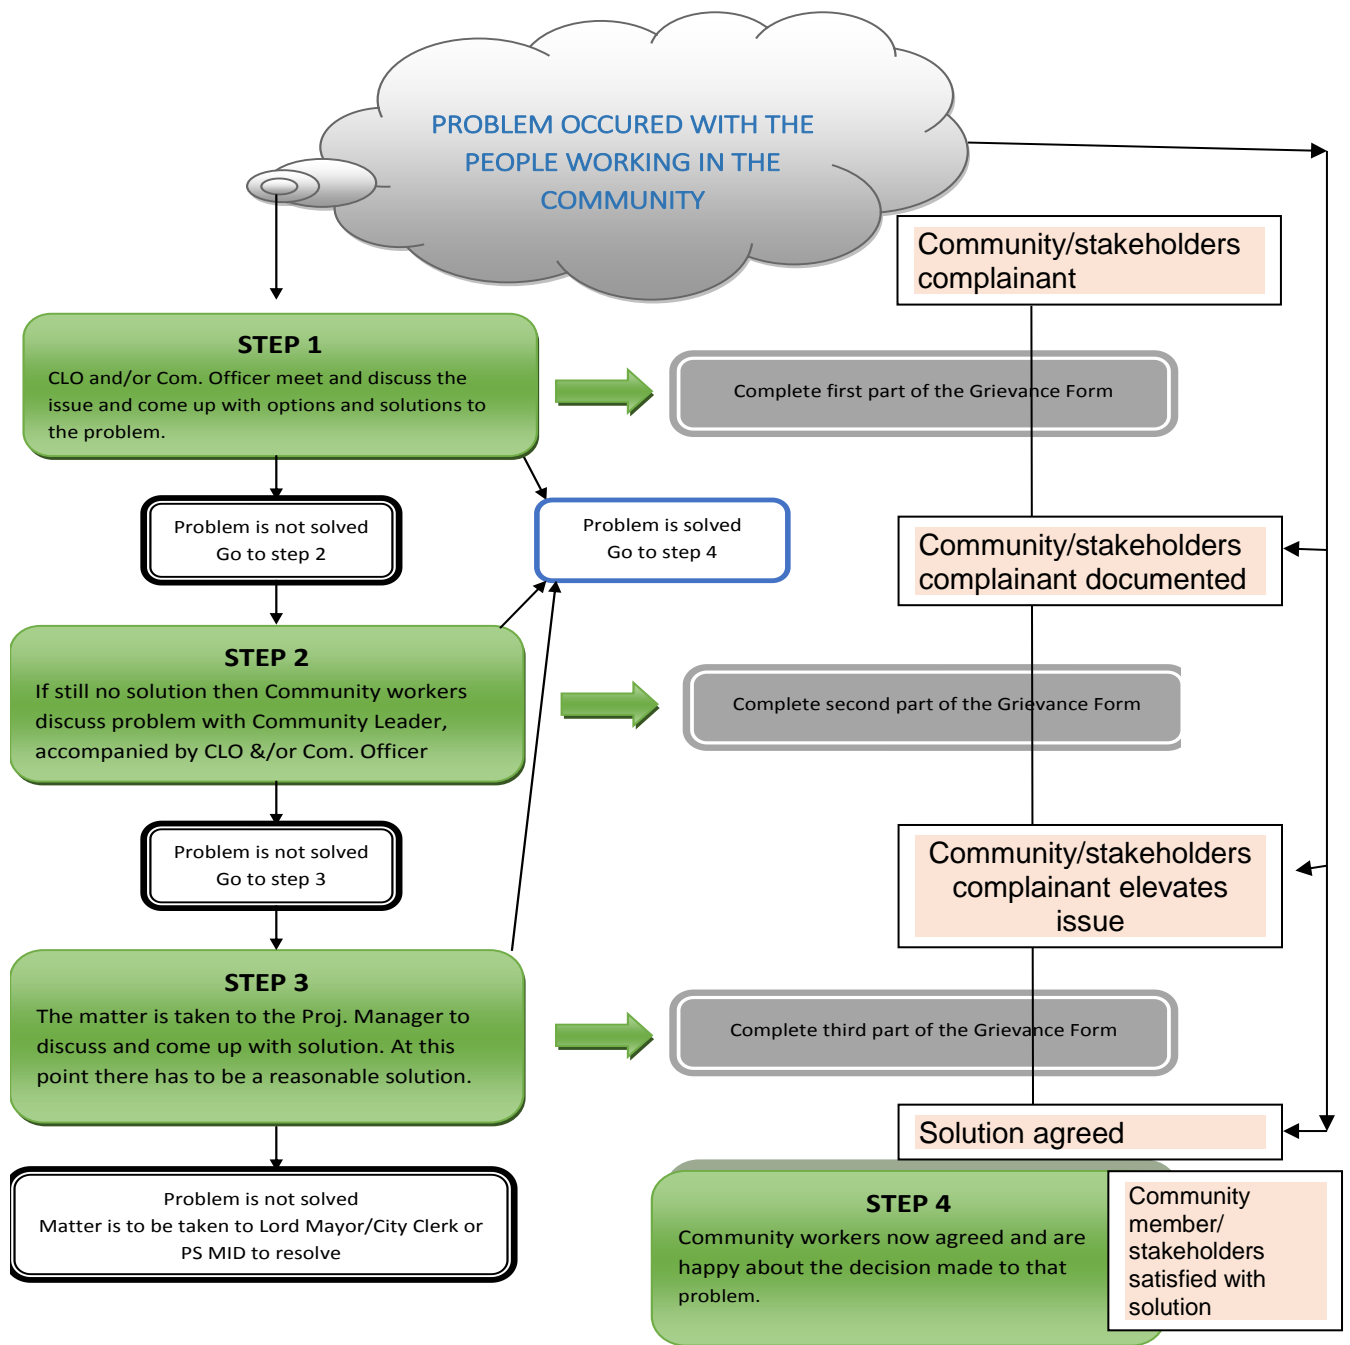 PROBLEM OCCURED WITH THE
PEOPLE WORKING IN THE
COMMUNITY
Community/stakeholders
complainant
STEP 1
CLO and/or Com. Officer meet and discuss the
issue and come up with options and solutions to
the problem.
Complete first part of the Grievance Form
Problem is not solved
Go to step 2
Problem is solved
Go to step 4
Community/stakeholders
complainant documented
STEP 2
If still no solution then Community workers
discuss problem with Community Leader,
accompanied by CLO &/or Com. Officer
Complete second part of the Grievance Form
Problem is not solved
Go to step 3
Community/stakeholders
complainant elevates
issue
STEP 3
The matter is taken to the Proj. Manager to
discuss and come up with solution. At this
point there has to be a reasonable solution.
Complete third part of the Grievance Form
Solution agreed
Problem is not solved
Matter is to be taken to Lord Mayor/City Clerk or
PS MID to resolve
STEP 4
Community workers now agreed and are
happy about the decision made to that
problem.
Community
member/
stakeholders
satisfied with
solution